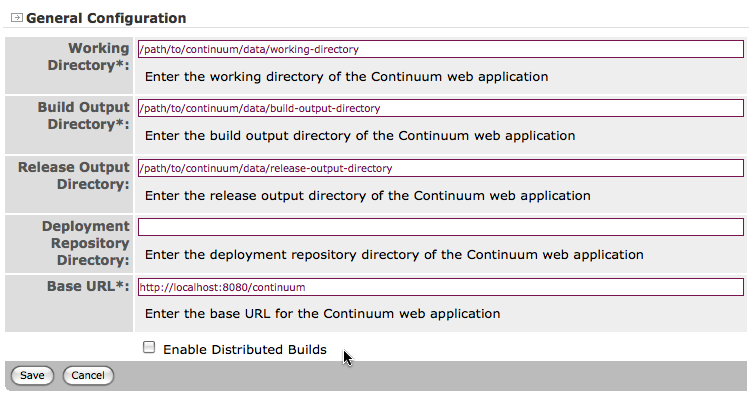 General Configuration
Working
Directory*:
/path/to/continuum/data/working-directory
Enter the working directory of the Continuum web application
Build Output
Directory*:
/path/to/continuum/data/build-output-directory
Enter the build output directory of the Continuum web application
Release Output
Directory:
/path/to/continuum/data/release-output-directory
Enter the release output directory of the Continuum web application
Deployment
Repository
Directory:
Enter the deployment repository directory of the Continuum web application
Base URL*:
http://localhost:8080/continuum
Enter the base URL for the Continuum web application
Enable Distributed Builds
Save Cancel